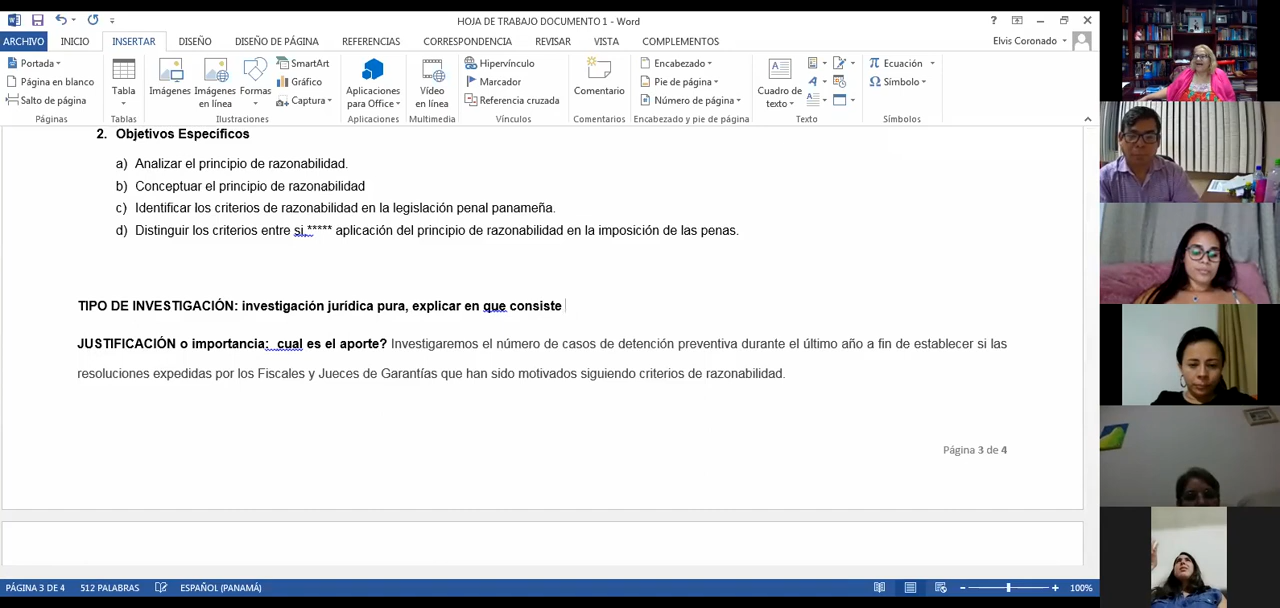 HOJA DE TRABAJO DOCUMENTO 1 - Word
?
ARCHIVO INICIO INSERTAR DISEÑO DISEÑO DE PÁGINA REFERENCIAS CORRESPONDENCIA REVISAR VISTA COMPLEMENTOS Elvis Coronado
Portada
Página en blanco
Salto de página
Páginas
Tabla
Tablas
Imágenes
Imágenes en línea
Formas
SmartArt
Gráfico
Captura
Ilustraciones
Aplicaciones para Office
Aplicaciones
Vídeo en línea
Multimedia
Hipervínculo
Marcador
Referencia cruzada
Vínculos
Comentario
Comentarios
Encabezado
Pie de página
Número de página
Encabezado y pie de página
Cuadro de texto
Texto
π Ecuación
Ω Símbolo
Símbolos
2. Objetivos Específicos
a) Analizar el principio de razonabilidad.
b) Conceptuar el principio de razonabilidad
c) Identificar los criterios de razonabilidad en la legislación penal panameña.
d) Distinguir los criterios entre si,***** aplicación del principio de razonabilidad en la imposición de las penas.
TIPO DE INVESTIGACIÓN: investigación jurídica pura, explicar en que consiste
JUSTIFICACIÓN o importancia: cual es el aporte? Investigaremos el número de casos de detención preventiva durante el último año a fin de establecer si las
resoluciones expedidas por los Fiscales y Jueces de Garantías que han sido motivados siguiendo criterios de razonabilidad.
Página 3 de 4
PÁGINA 3 DE 4 512 PALABRAS ESPAÑOL (PANAMÁ) 100%